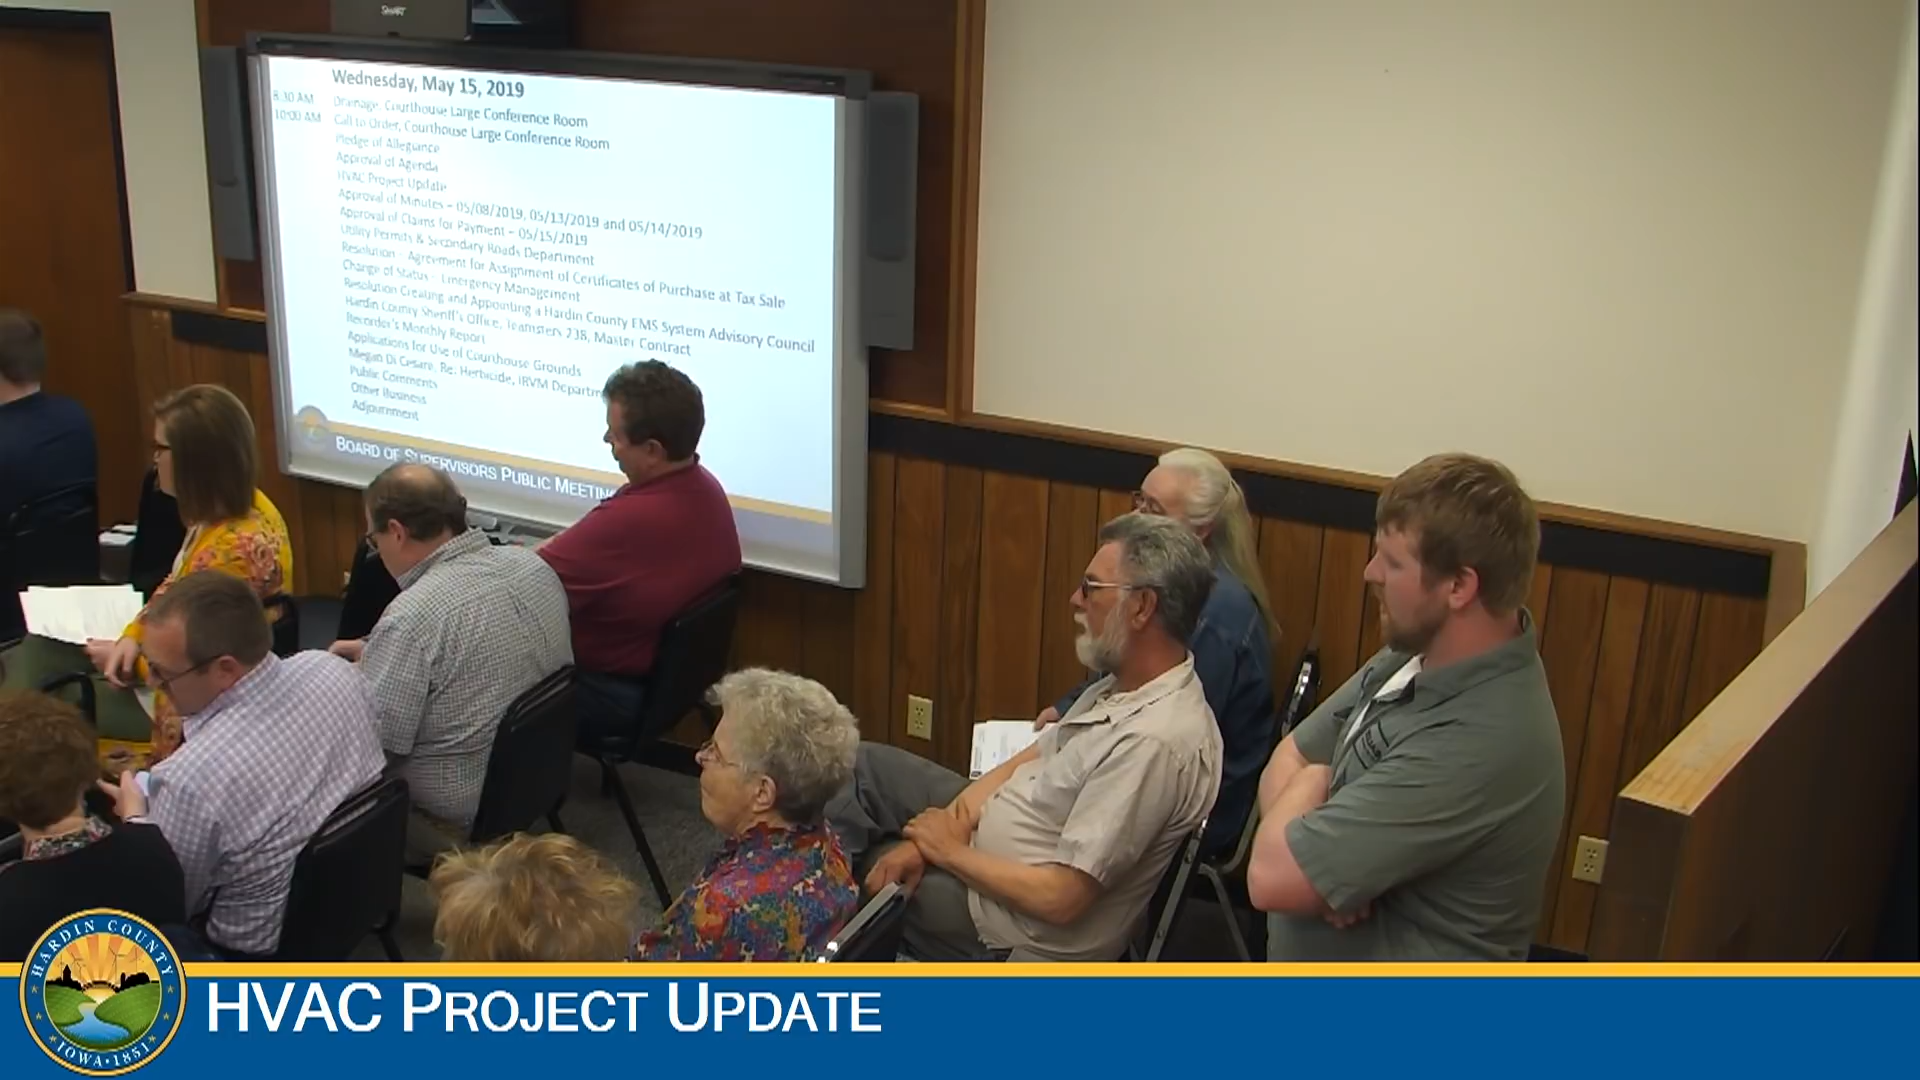 SMART
Wednesday, May 15, 2019
8:30 AM Drainage, Courthouse Large Conference Room
10:00 AM Call to Order, Courthouse Large Conference Room
Pledge of Allegiance
Approval of Agenda
HVAC Project Update
Approval of Minutes – 05/08/2019, 05/13/2019 and 05/14/2019
Approval of Claims for Payment – 05/15/2019
Utility Permits & Secondary Roads Department
Resolution - Agreement for Assignment of Certificates of Purchase at Tax Sale
Change of Status - Emergency Management
Resolution Creating and Appointing a Hardin County EMS System Advisory Council
Hardin County Sheriff's Office, Teamsters 238, Master Contract
Recorder's Monthly Report
Applications for Use of Courthouse Grounds
Megan Di Cesare, Re: Herbicide, IRVM Departm
Public Comments
Other Business
Adjournment
BOARD OF SUPERVISORS PUBLIC MEETING
HARDIN COUNTY
IOWA • 1851
HVAC PROJECT UPDATE